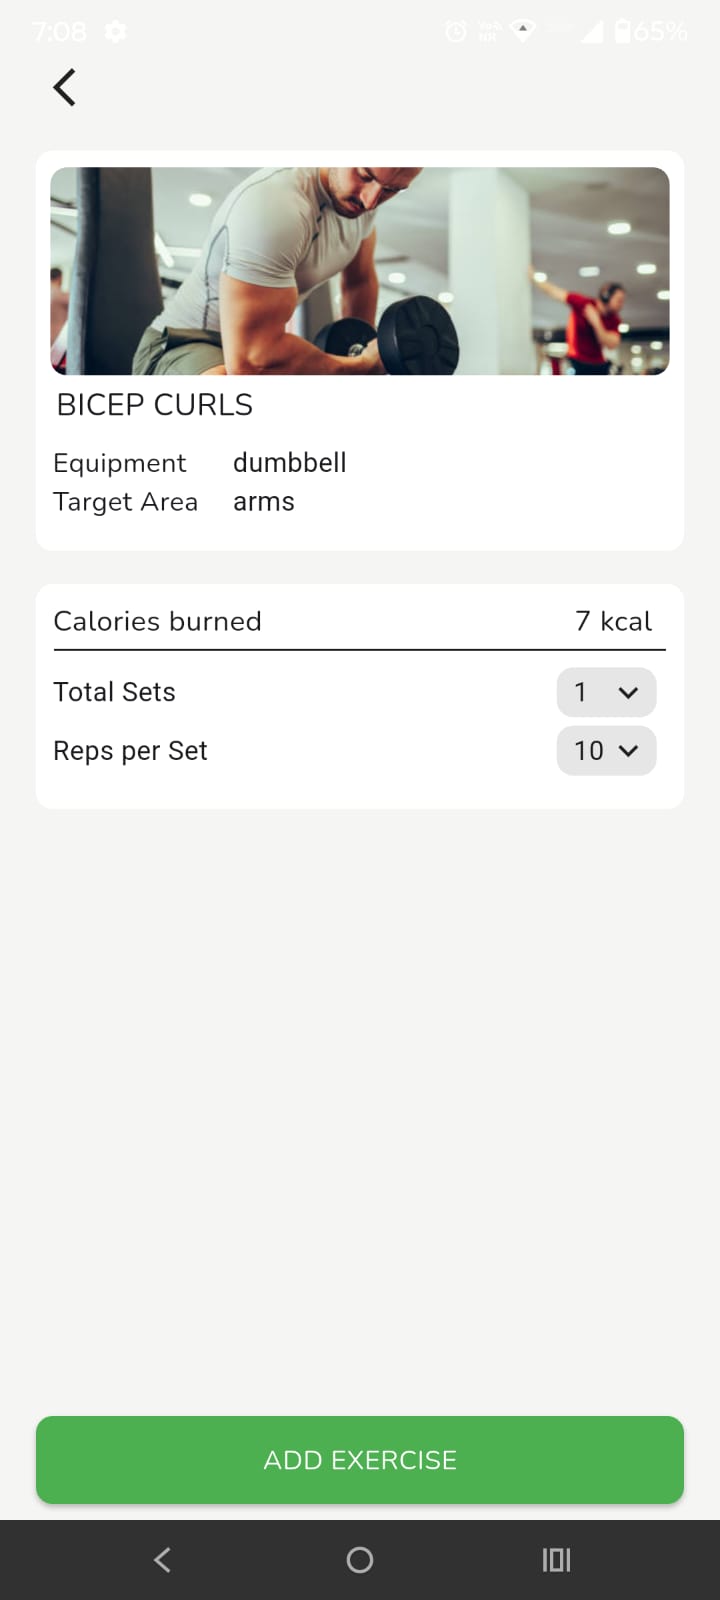 7:08 65%
BICEP CURLS
Equipment dumbbell
Target Area arms
Calories burned 7 kcal
Total Sets 1
Reps per Set 10
ADD EXERCISE